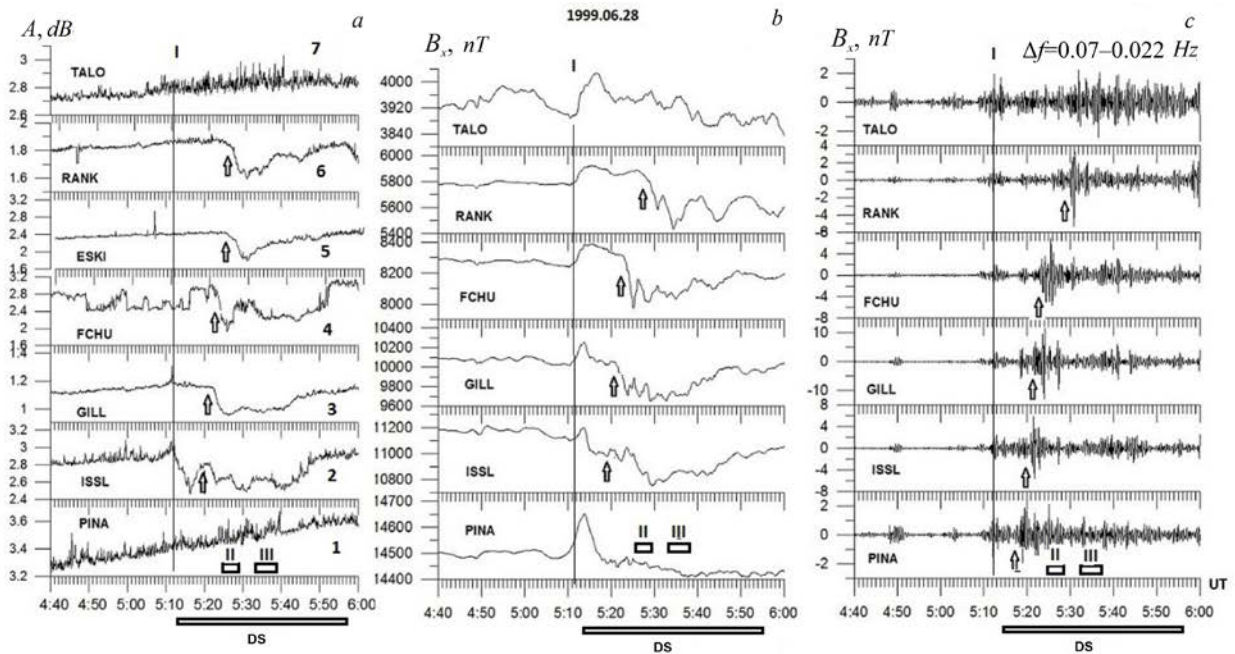 1999.06.28
A, dB
a
I
7
TALO
3
2.8
2.6
2
1.8
1.6
RANK
6
3.2
2.4
2
1.6
ESKI
5
3.2
2.8
2
1.6
FCHU
4
1.4
1.2
1
GILL
3
3.2
3
2.8
2.4
ISSL
2
3.6
3.4
3.2
PINA
1
II
III
4:40 4:50 5:00 5:10 5:20 5:30 5:40 5:50 6:00
DS
b
Bx, nT
I
4000
3920
3840
TALO
6000
5800
5600
5400
RANK
8400
8200
8000
FCHU
10400
10200
10000
9800
9600
GILL
11200
10800
ISSL
14700
14600
14500
14400
PINA
II
III
4:40 4:50 5:00 5:10 5:20 5:30 5:40 5:50 6:00
DS
c
Bx, nT
Δf=0.07–0.022 Hz
2
0
-2
-4
TALO
4
3
0
-4
-6
RANK
4
0
-4
-8
FCHU
10
0
-10
GILL
8
4
0
-4
-8
ISSL
2
0
-2
PINA
II
III
UT
4:40 4:50 5:00 5:10 5:20 5:30 5:40 5:50 6:00
DS